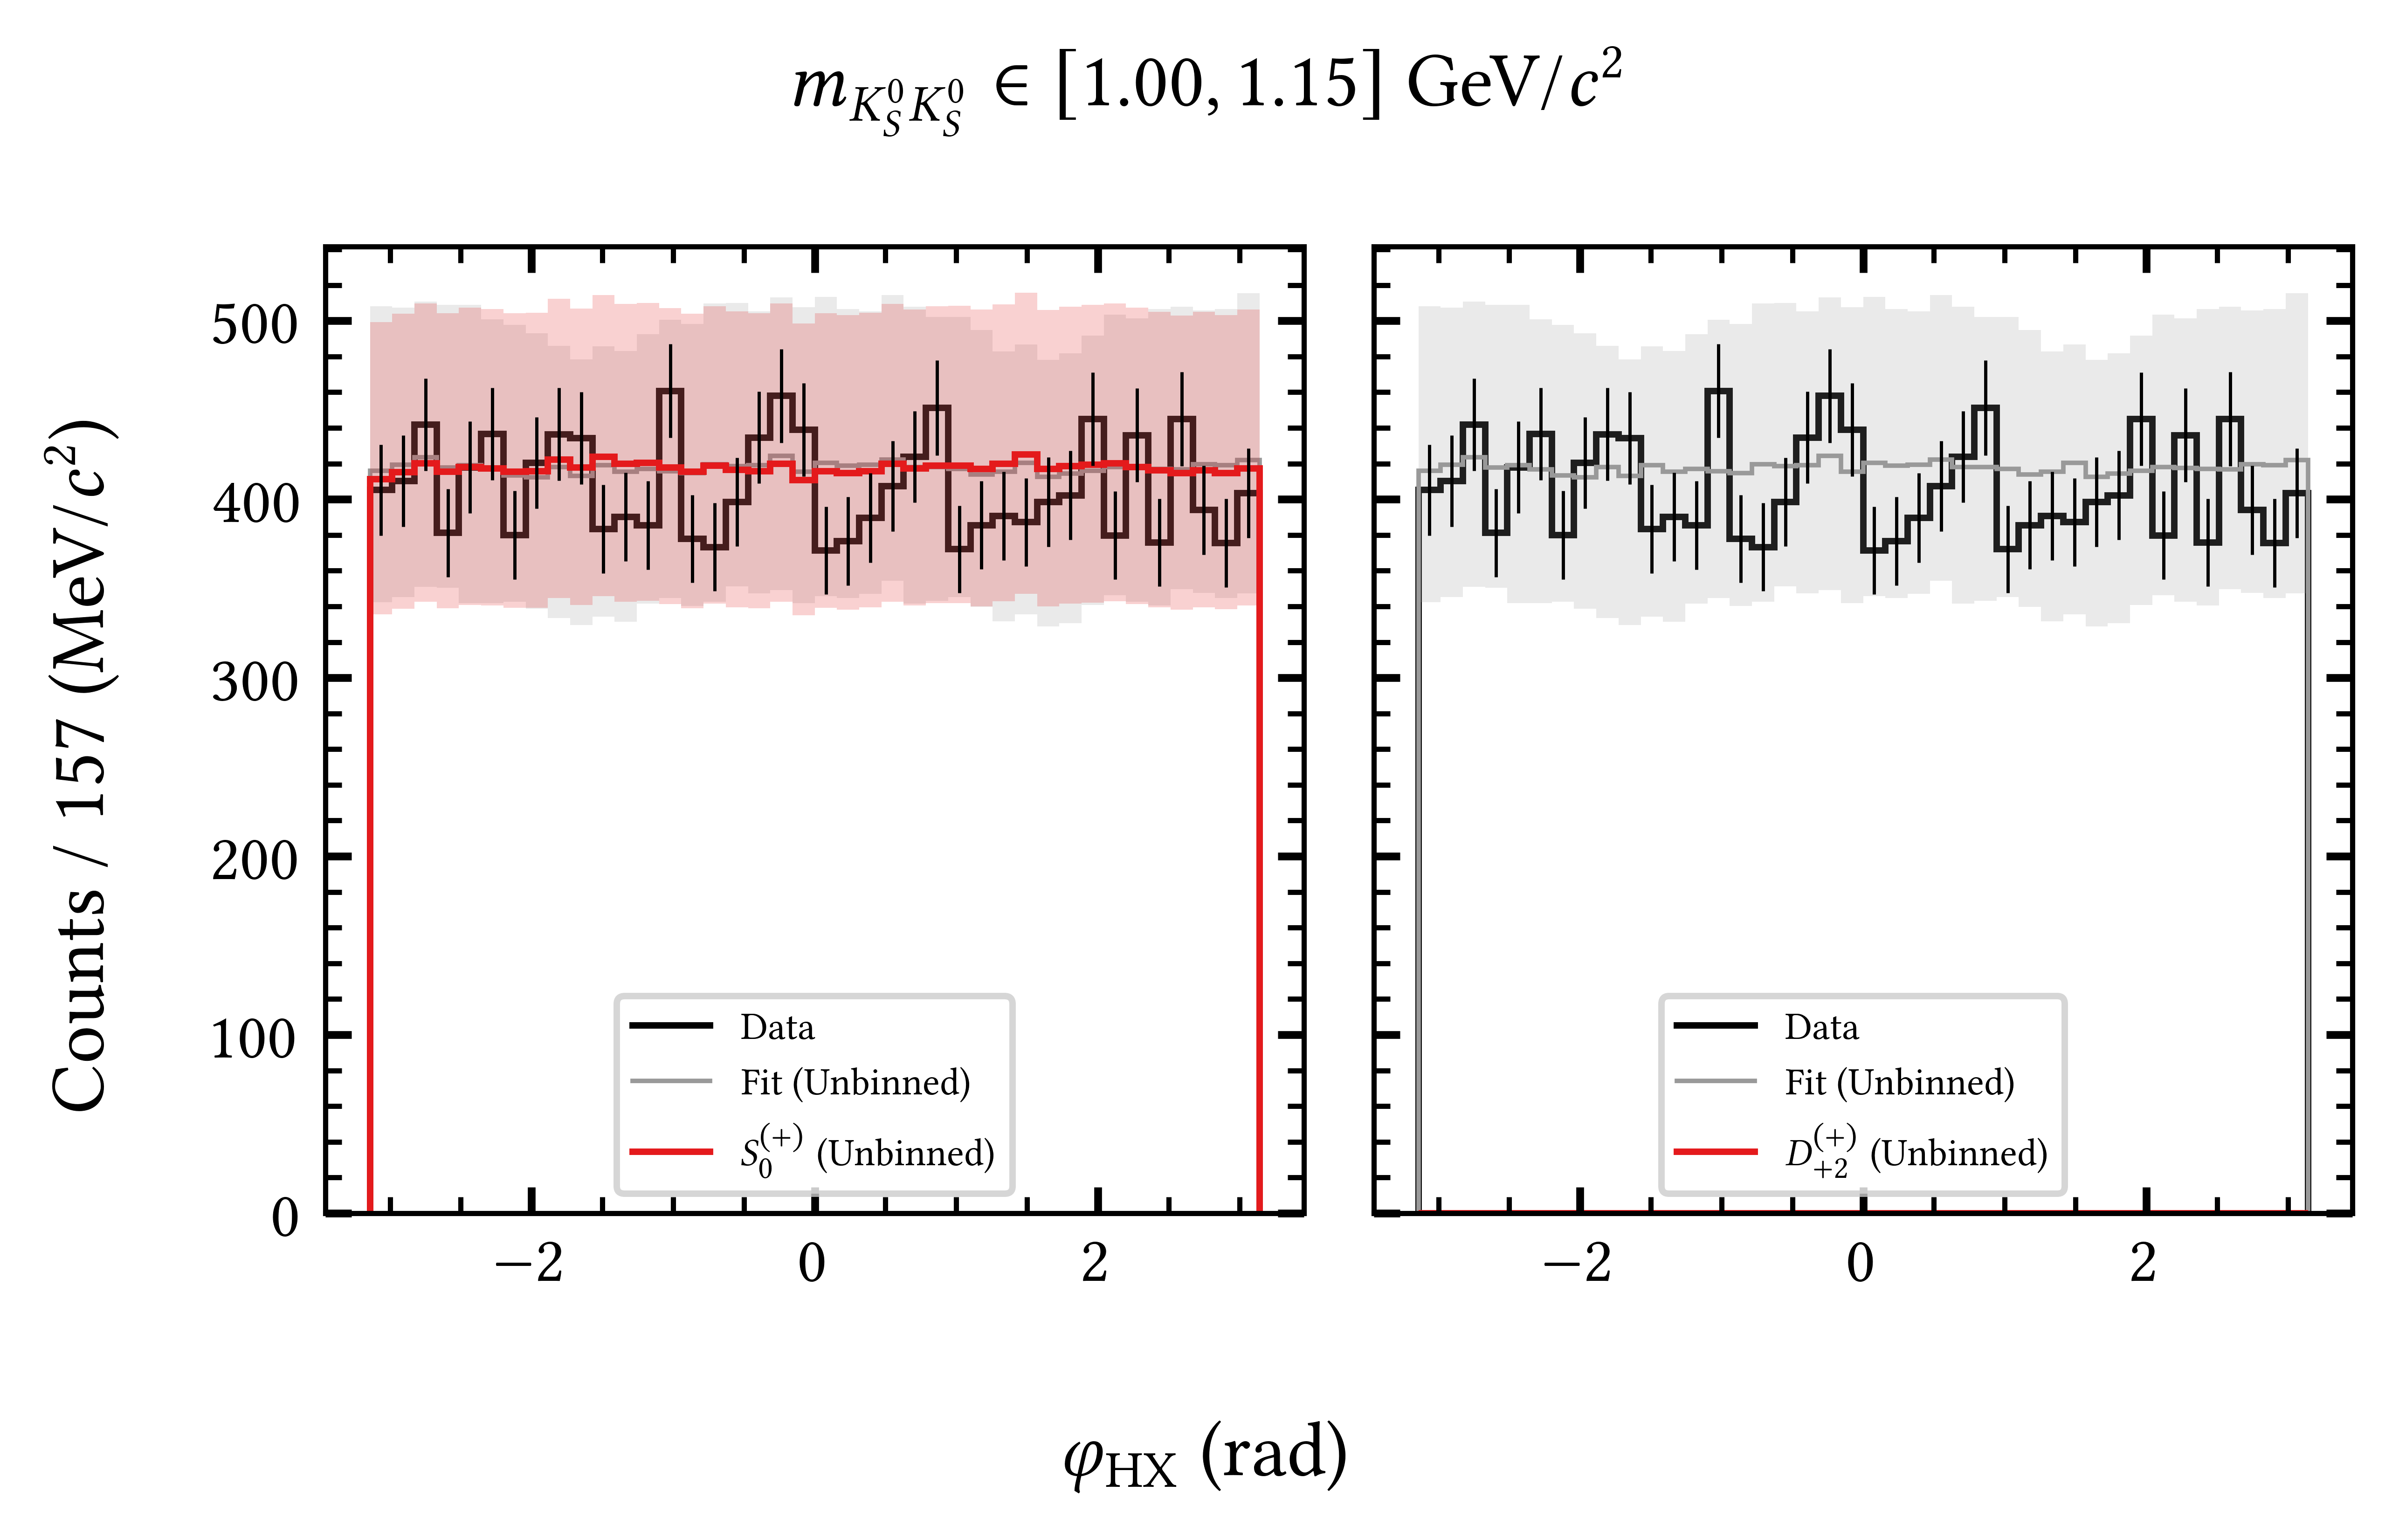 m_{K_S^0 K_S^0} ∈ [1.00, 1.15] GeV/c²
Counts / 157 (MeV/c²)
500
400
300
200
100
0
Data
Fit (Unbinned)
S_0^{(+)} (Unbinned)
Data
Fit (Unbinned)
D_{+2}^{(+)} (Unbinned)
−2 0 2 −2 0 2
φ_{HX} (rad)